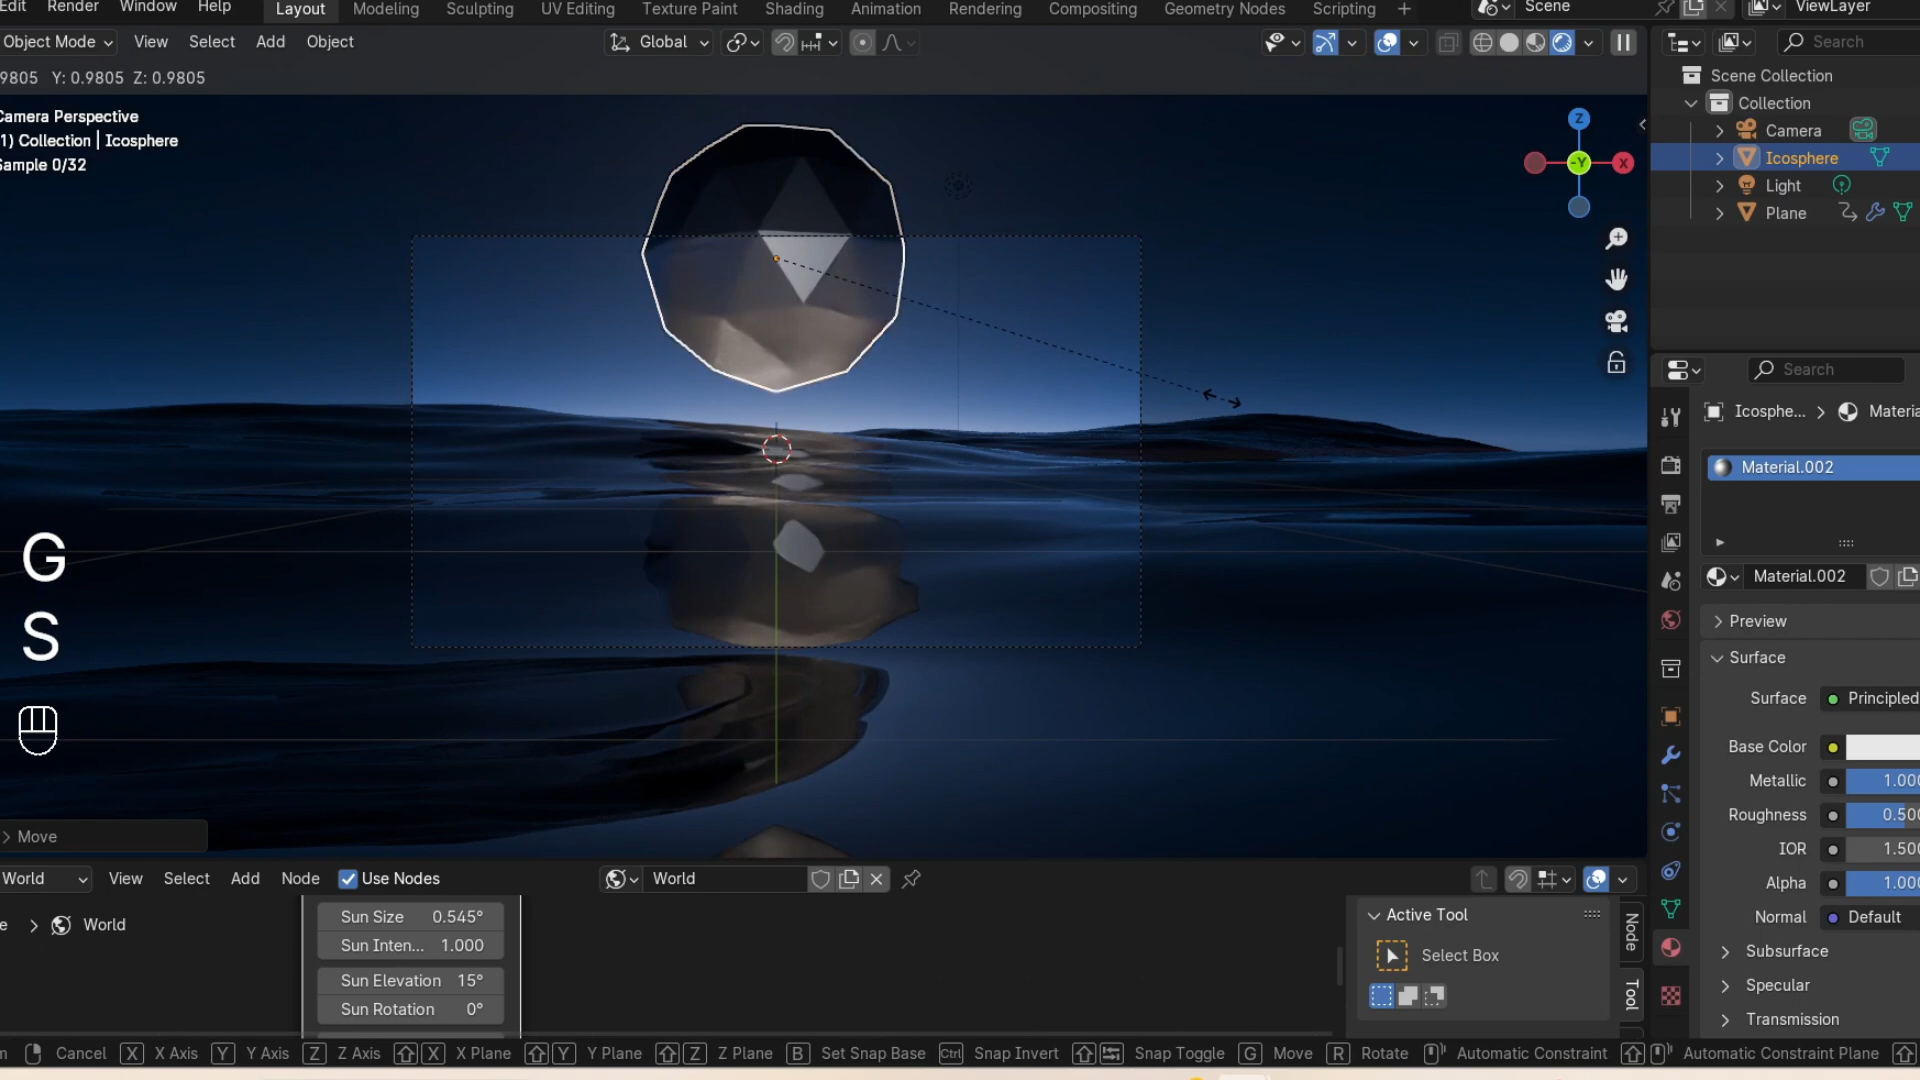 Edit Render Window Help Layout Modeling Sculpting UV Editing Texture Paint Shading Animation Rendering Compositing Geometry Nodes Scripting + Scene ViewLayer
Object Mode View Select Add Object Global Search
9805 Y: 0.9805 Z: 0.9805
Camera Perspective
1) Collection | Icosphere
Sample 0/32
Z
-Y
X
G
S
> Move
Scene Collection
Collection
Camera
Icosphere
Light
Plane
Search
Icosphe... > Materia
Material.002
Material.002
Preview
Surface
Surface Principled
Base Color
Metallic 1.000
Roughness 0.500
IOR 1.500
Alpha 1.000
Normal Default
Subsurface
Specular
Transmission
World View Select Add Node Use Nodes World
e > World
Sun Size 0.545°
Sun Inten... 1.000
Sun Elevation 15°
Sun Rotation 0°
Active Tool
Select Box
Node
Tool
Cancel X X Axis Y Y Axis Z Z Axis X X Plane Y Y Plane Z Z Plane B Set Snap Base Ctrl Snap Invert Snap Toggle G Move R Rotate Automatic Constraint Automatic Constraint Plane